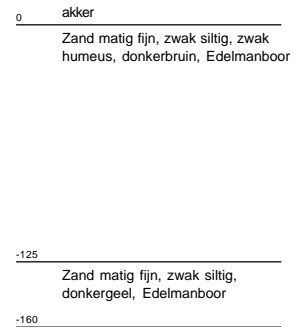 0 akker
Zand matig fijn, zwak siltig, zwak
humeus, donkerbruin, Edelmanboor
-125
Zand matig fijn, zwak siltig,
donkergeel, Edelmanboor
-160